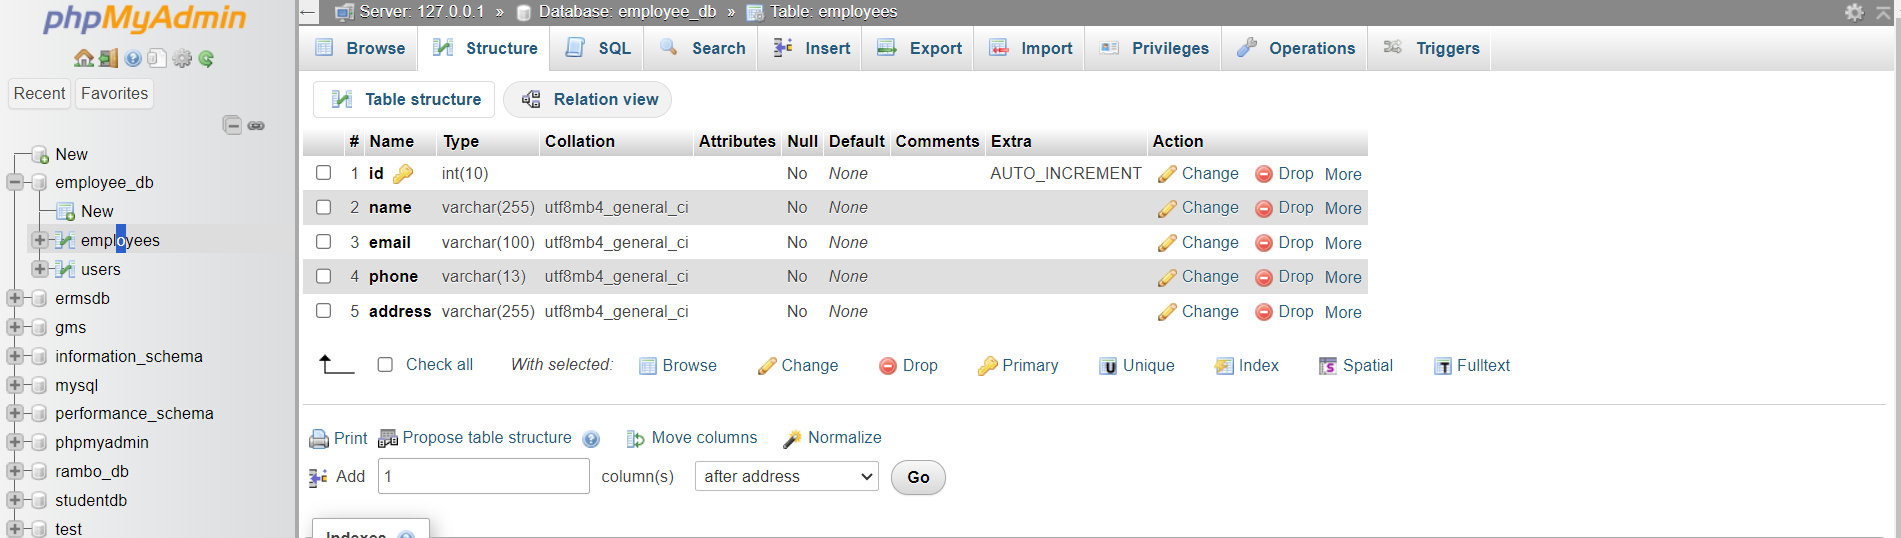 phpMyAdmin
Recent Favorites
New
employee_db
New
employees
users
ermsdb
gms
information_schema
mysql
performance_schema
phpmyadmin
rambo_db
studentdb
test
Server: 127.0.0.1 » Database: employee_db » Table: employees
Browse Structure SQL Search Insert Export Import Privileges Operations Triggers
Table structure Relation view
# Name Type Collation Attributes Null Default Comments Extra Action
1 id int(10) No None AUTO_INCREMENT Change Drop More
2 name varchar(255) utf8mb4_general_ci No None Change Drop More
3 email varchar(100) utf8mb4_general_ci No None Change Drop More
4 phone varchar(13) utf8mb4_general_ci No None Change Drop More
5 address varchar(255) utf8mb4_general_ci No None Change Drop More
Check all With selected: Browse Change Drop Primary Unique Index Spatial Fulltext
Print Propose table structure Move columns Normalize
Add 1 column(s) after address Go
Indexes